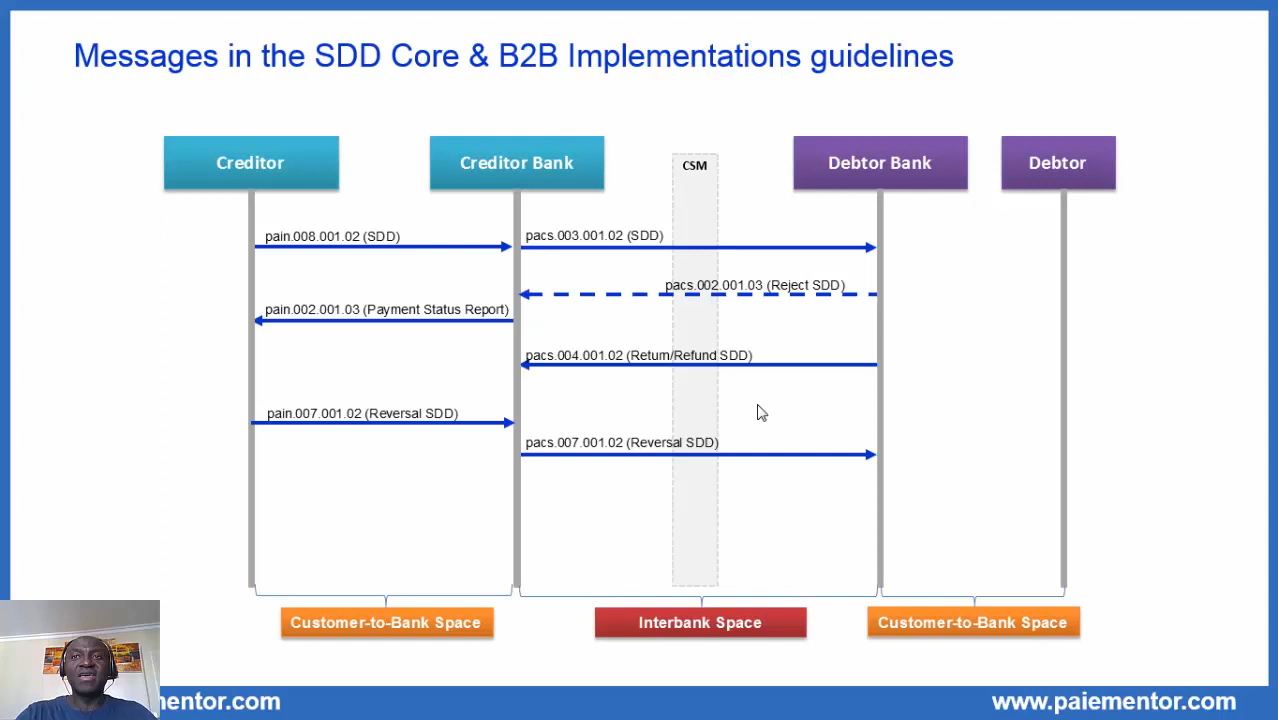 Messages in the SDD Core & B2B Implementations guidelines
Creditor
Creditor Bank
CSM
Debtor Bank
Debtor
pain.008.001.02 (SDD)
pacs.003.001.02 (SDD)
pacs.002.001.03 (Reject SDD)
pain.002.001.03 (Payment Status Report)
pacs.004.001.02 (Return/Refund SDD)
pain.007.001.02 (Reversal SDD)
pacs.007.001.02 (Reversal SDD)
Customer-to-Bank Space
Interbank Space
Customer-to-Bank Space
mentor.com
www.paiementor.com